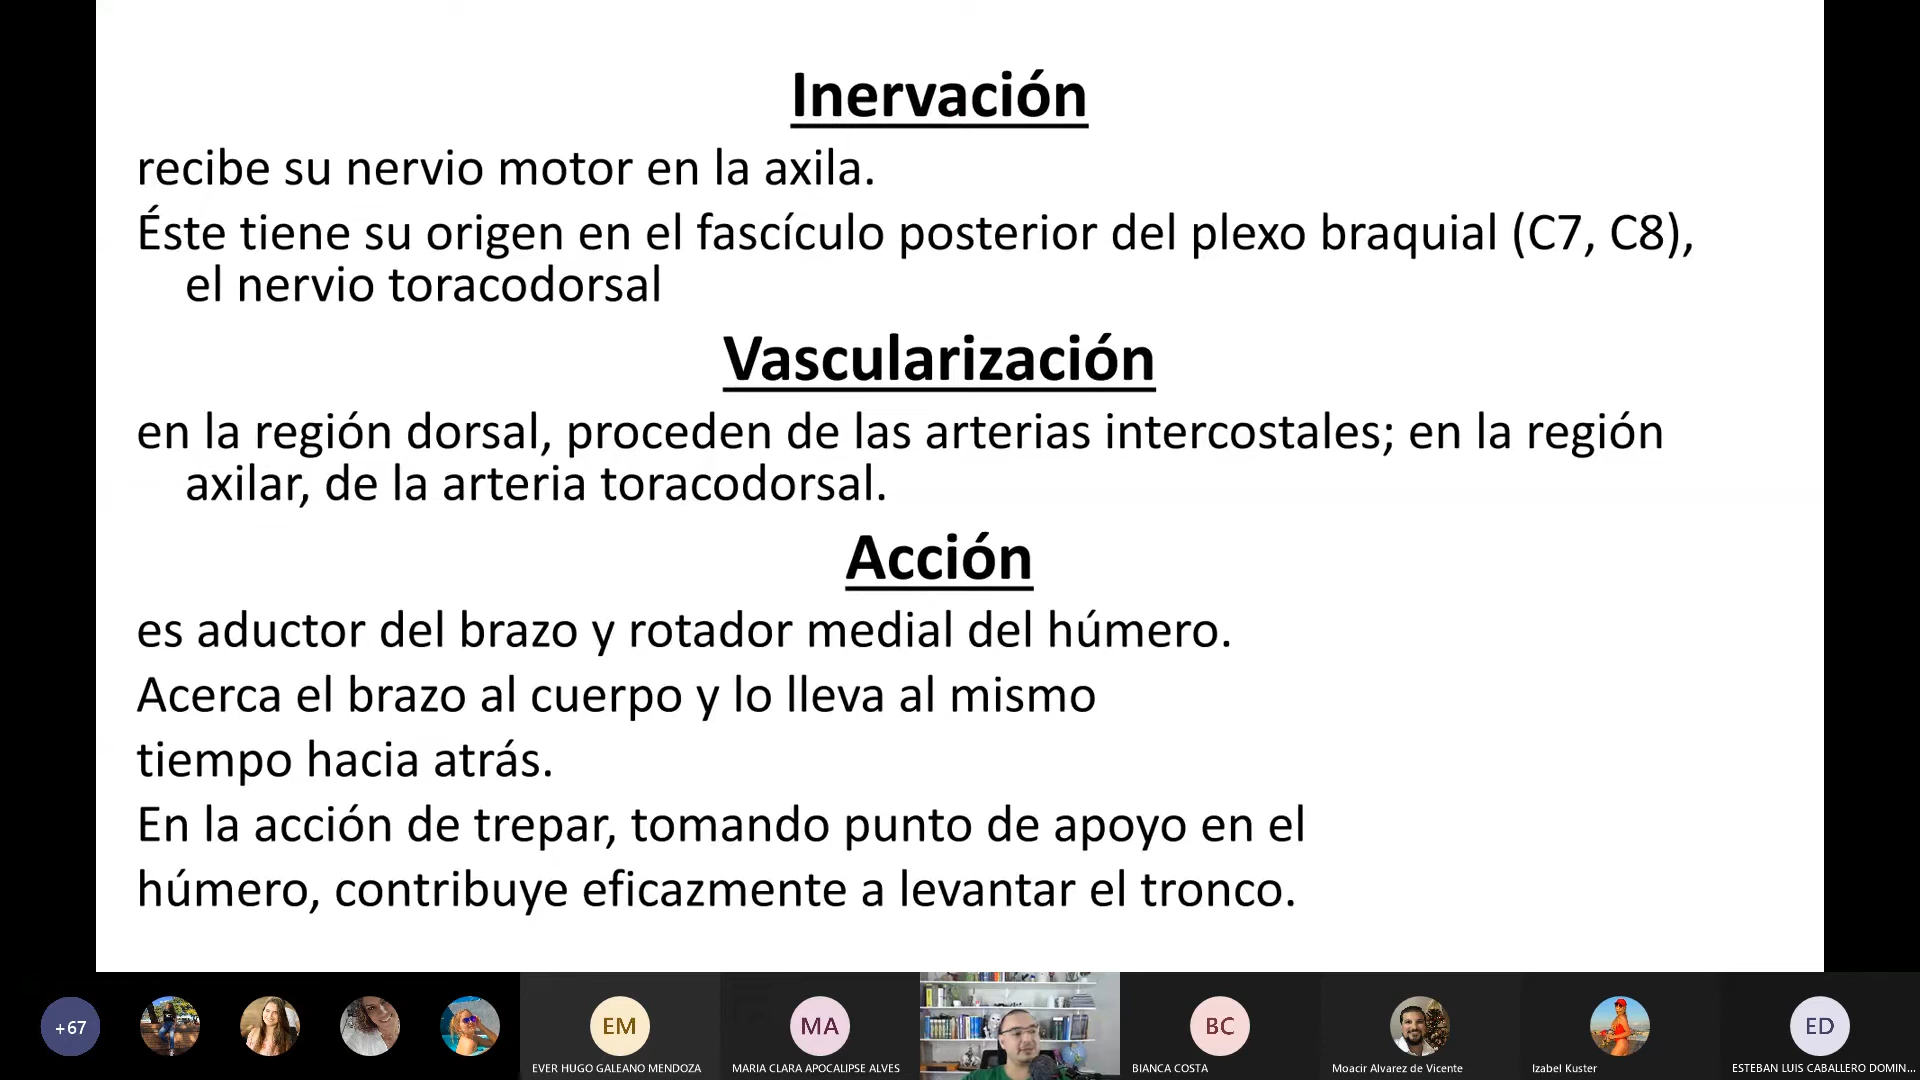 Inervación
recibe su nervio motor en la axila.
Éste tiene su origen en el fascículo posterior del plexo braquial (C7, C8),
el nervio toracodorsal
Vascularización
en la región dorsal, proceden de las arterias intercostales; en la región
axilar, de la arteria toracodorsal.
Acción
es aductor del brazo y rotador medial del húmero.
Acerca el brazo al cuerpo y lo lleva al mismo
tiempo hacia atrás.
En la acción de trepar, tomando punto de apoyo en el
húmero, contribuye eficazmente a levantar el tronco.
+67
EM
MA
BC
ED
EVER HUGO GALEANO MENDOZA
MARIA CLARA APOCALIPSE ALVES
BIANCA COSTA
Moacir Alvarez de Vicente
Izabel Kuster
ESTEBAN LUIS CABALLERO DOMIN...